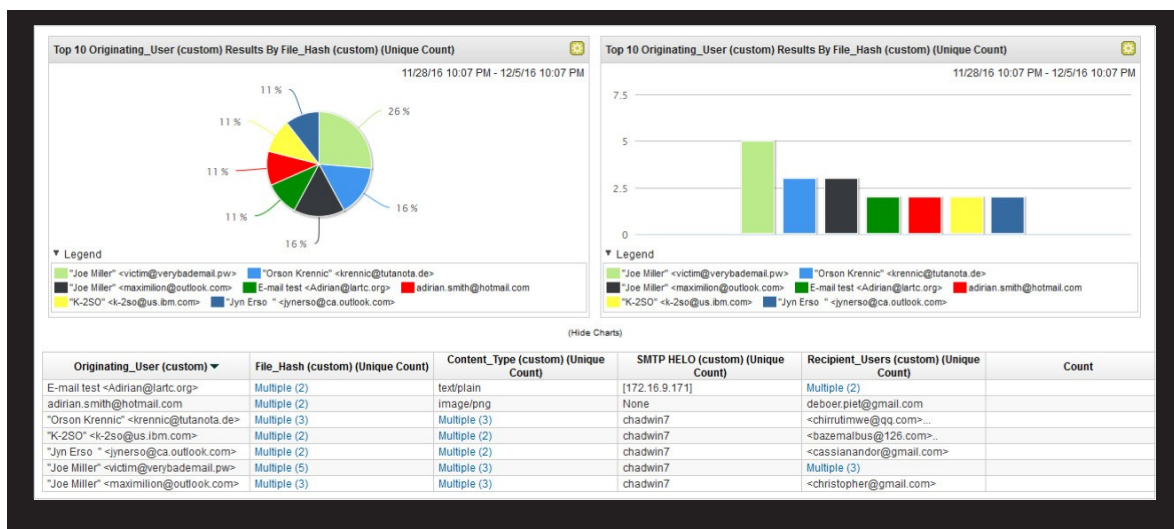 Top 10 Originating_User (custom) Results By File_Hash (custom) (Unique Count)
11/28/16 10:07 PM - 12/5/16 10:07 PM
11 %
26 %
11 %
11 %
16 %
11 %
16 %
▼ Legend
"Joe Miller" <victim@verybademail.pw> "Orson Krennic" <krennic@tutanota.de>
"Joe Miller" <maximilion@outlook.com> E-mail test <Adirian@lartc.org> adirian.smith@hotmail.com
"K-2SO" <k-2so@us.ibm.com> "Jyn Erso " <jynerso@ca.outlook.com>
Top 10 Originating_User (custom) Results By File_Hash (custom) (Unique Count)
11/28/16 10:07 PM - 12/5/16 10:07 PM
7.5
5
2.5
0
▼ Legend
"Joe Miller" <victim@verybademail.pw> "Orson Krennic" <krennic@tutanota.de>
"Joe Miller" <maximilion@outlook.com> E-mail test <Adirian@lartc.org> adirian.smith@hotmail.com
"K-2SO" <k-2so@us.ibm.com> "Jyn Erso " <jynerso@ca.outlook.com>
(Hide Charts)
Originating_User (custom) ▼ File_Hash (custom) (Unique Count) Content_Type (custom) (Unique Count) SMTP HELO (custom) (Unique Count) Recipient_Users (custom) (Unique Count) Count
E-mail test <Adirian@lartc.org> Multiple (2) text/plain [172.16.9.171] Multiple (2)
adirian.smith@hotmail.com Multiple (2) image/png None deboer.piet@gmail.com
"Orson Krennic" <krennic@tutanota.de> Multiple (3) Multiple (3) chadwin7 <chirrutimwe@qq.com>...
"K-2SO" <k-2so@us.ibm.com> Multiple (2) Multiple (2) chadwin7 <bazemalbus@126.com>..
"Jyn Erso " <jynerso@ca.outlook.com> Multiple (2) Multiple (2) chadwin7 <cassianandor@gmail.com>
"Joe Miller" <victim@verybademail.pw> Multiple (5) Multiple (3) chadwin7 Multiple (3)
"Joe Miller" <maximilion@outlook.com> Multiple (3) Multiple (3) chadwin7 <christopher@gmail.com>